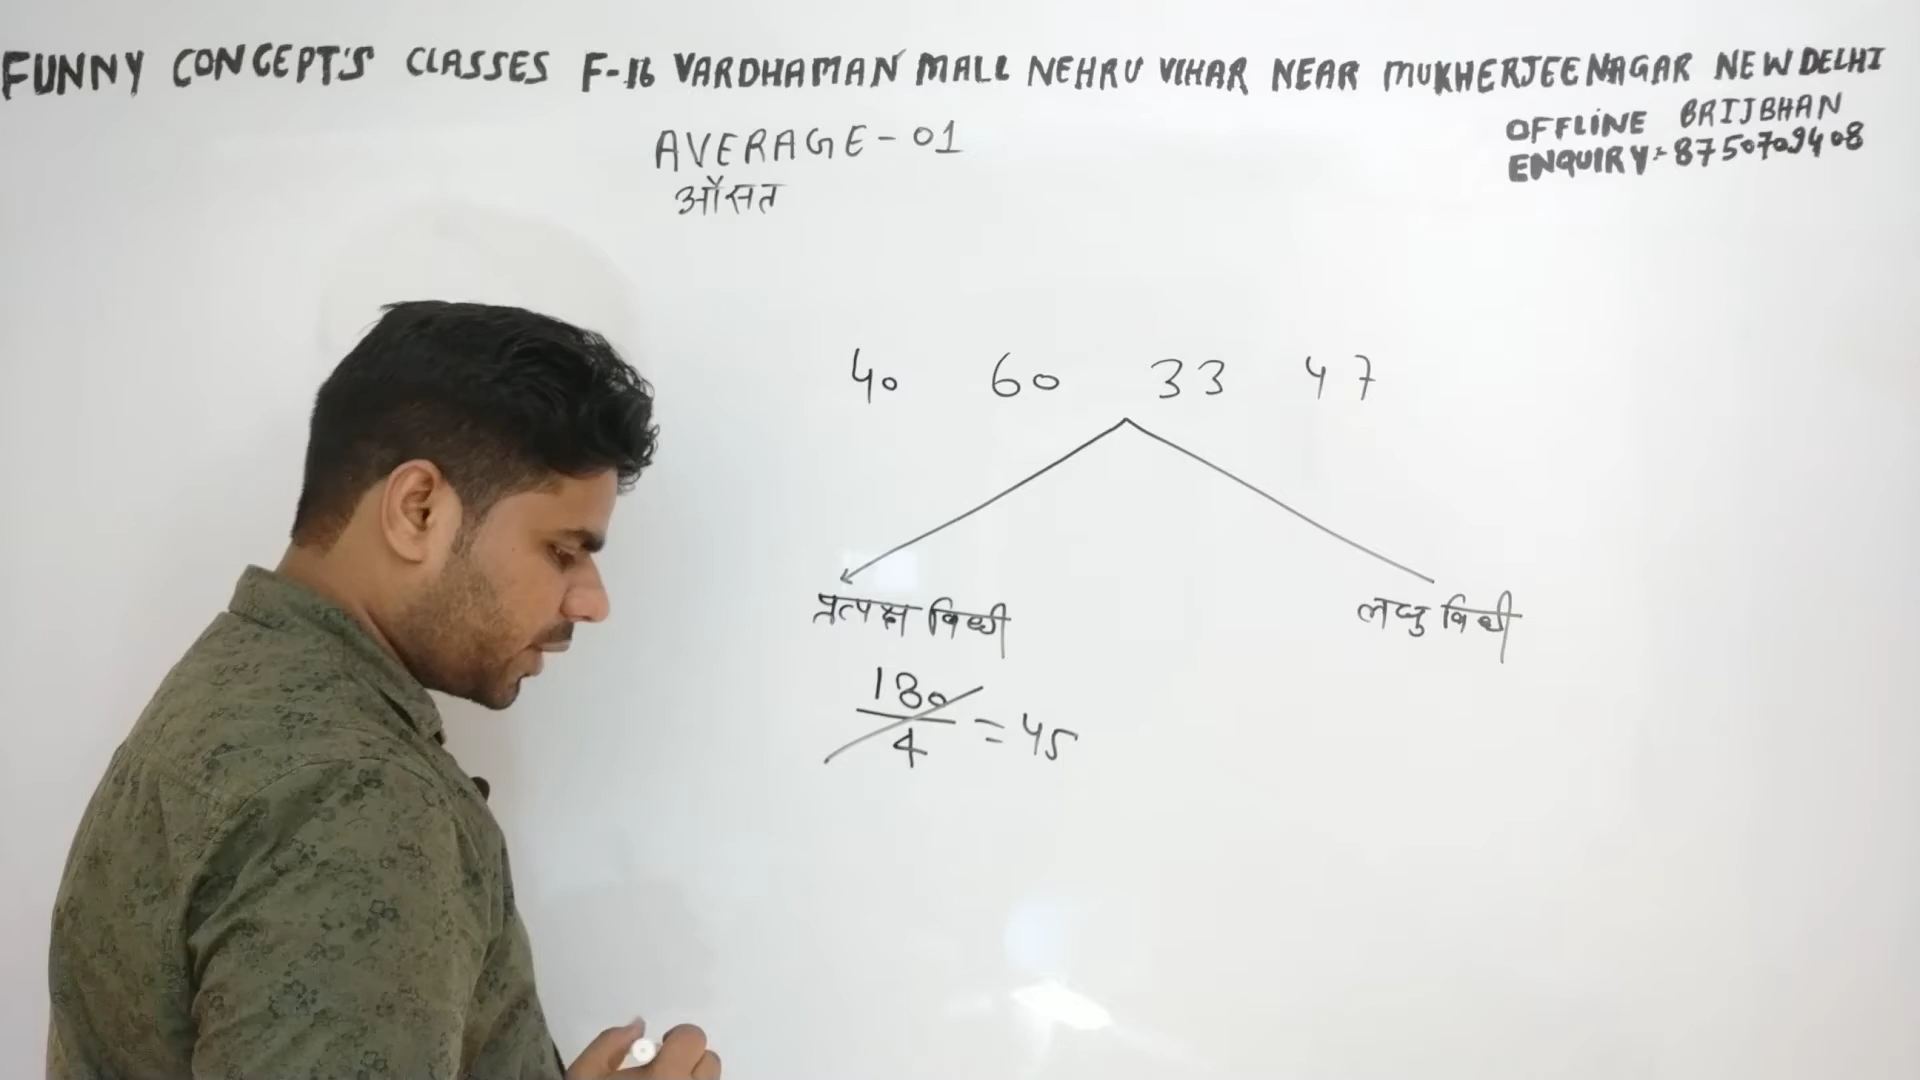 FUNNY CONCEPT'S CLASSES F-16 VARDHAMAN MALL NEHRU VIHAR NEAR MUKHERJEE NAGAR NEW DELHI
OFFLINE BRIJBHAN
ENQUIRY:- 8750709408
AVERAGE-01
औसत
40 60 33 47
प्रत्यक्ष विधी
लघु विधी
180/4 = 45